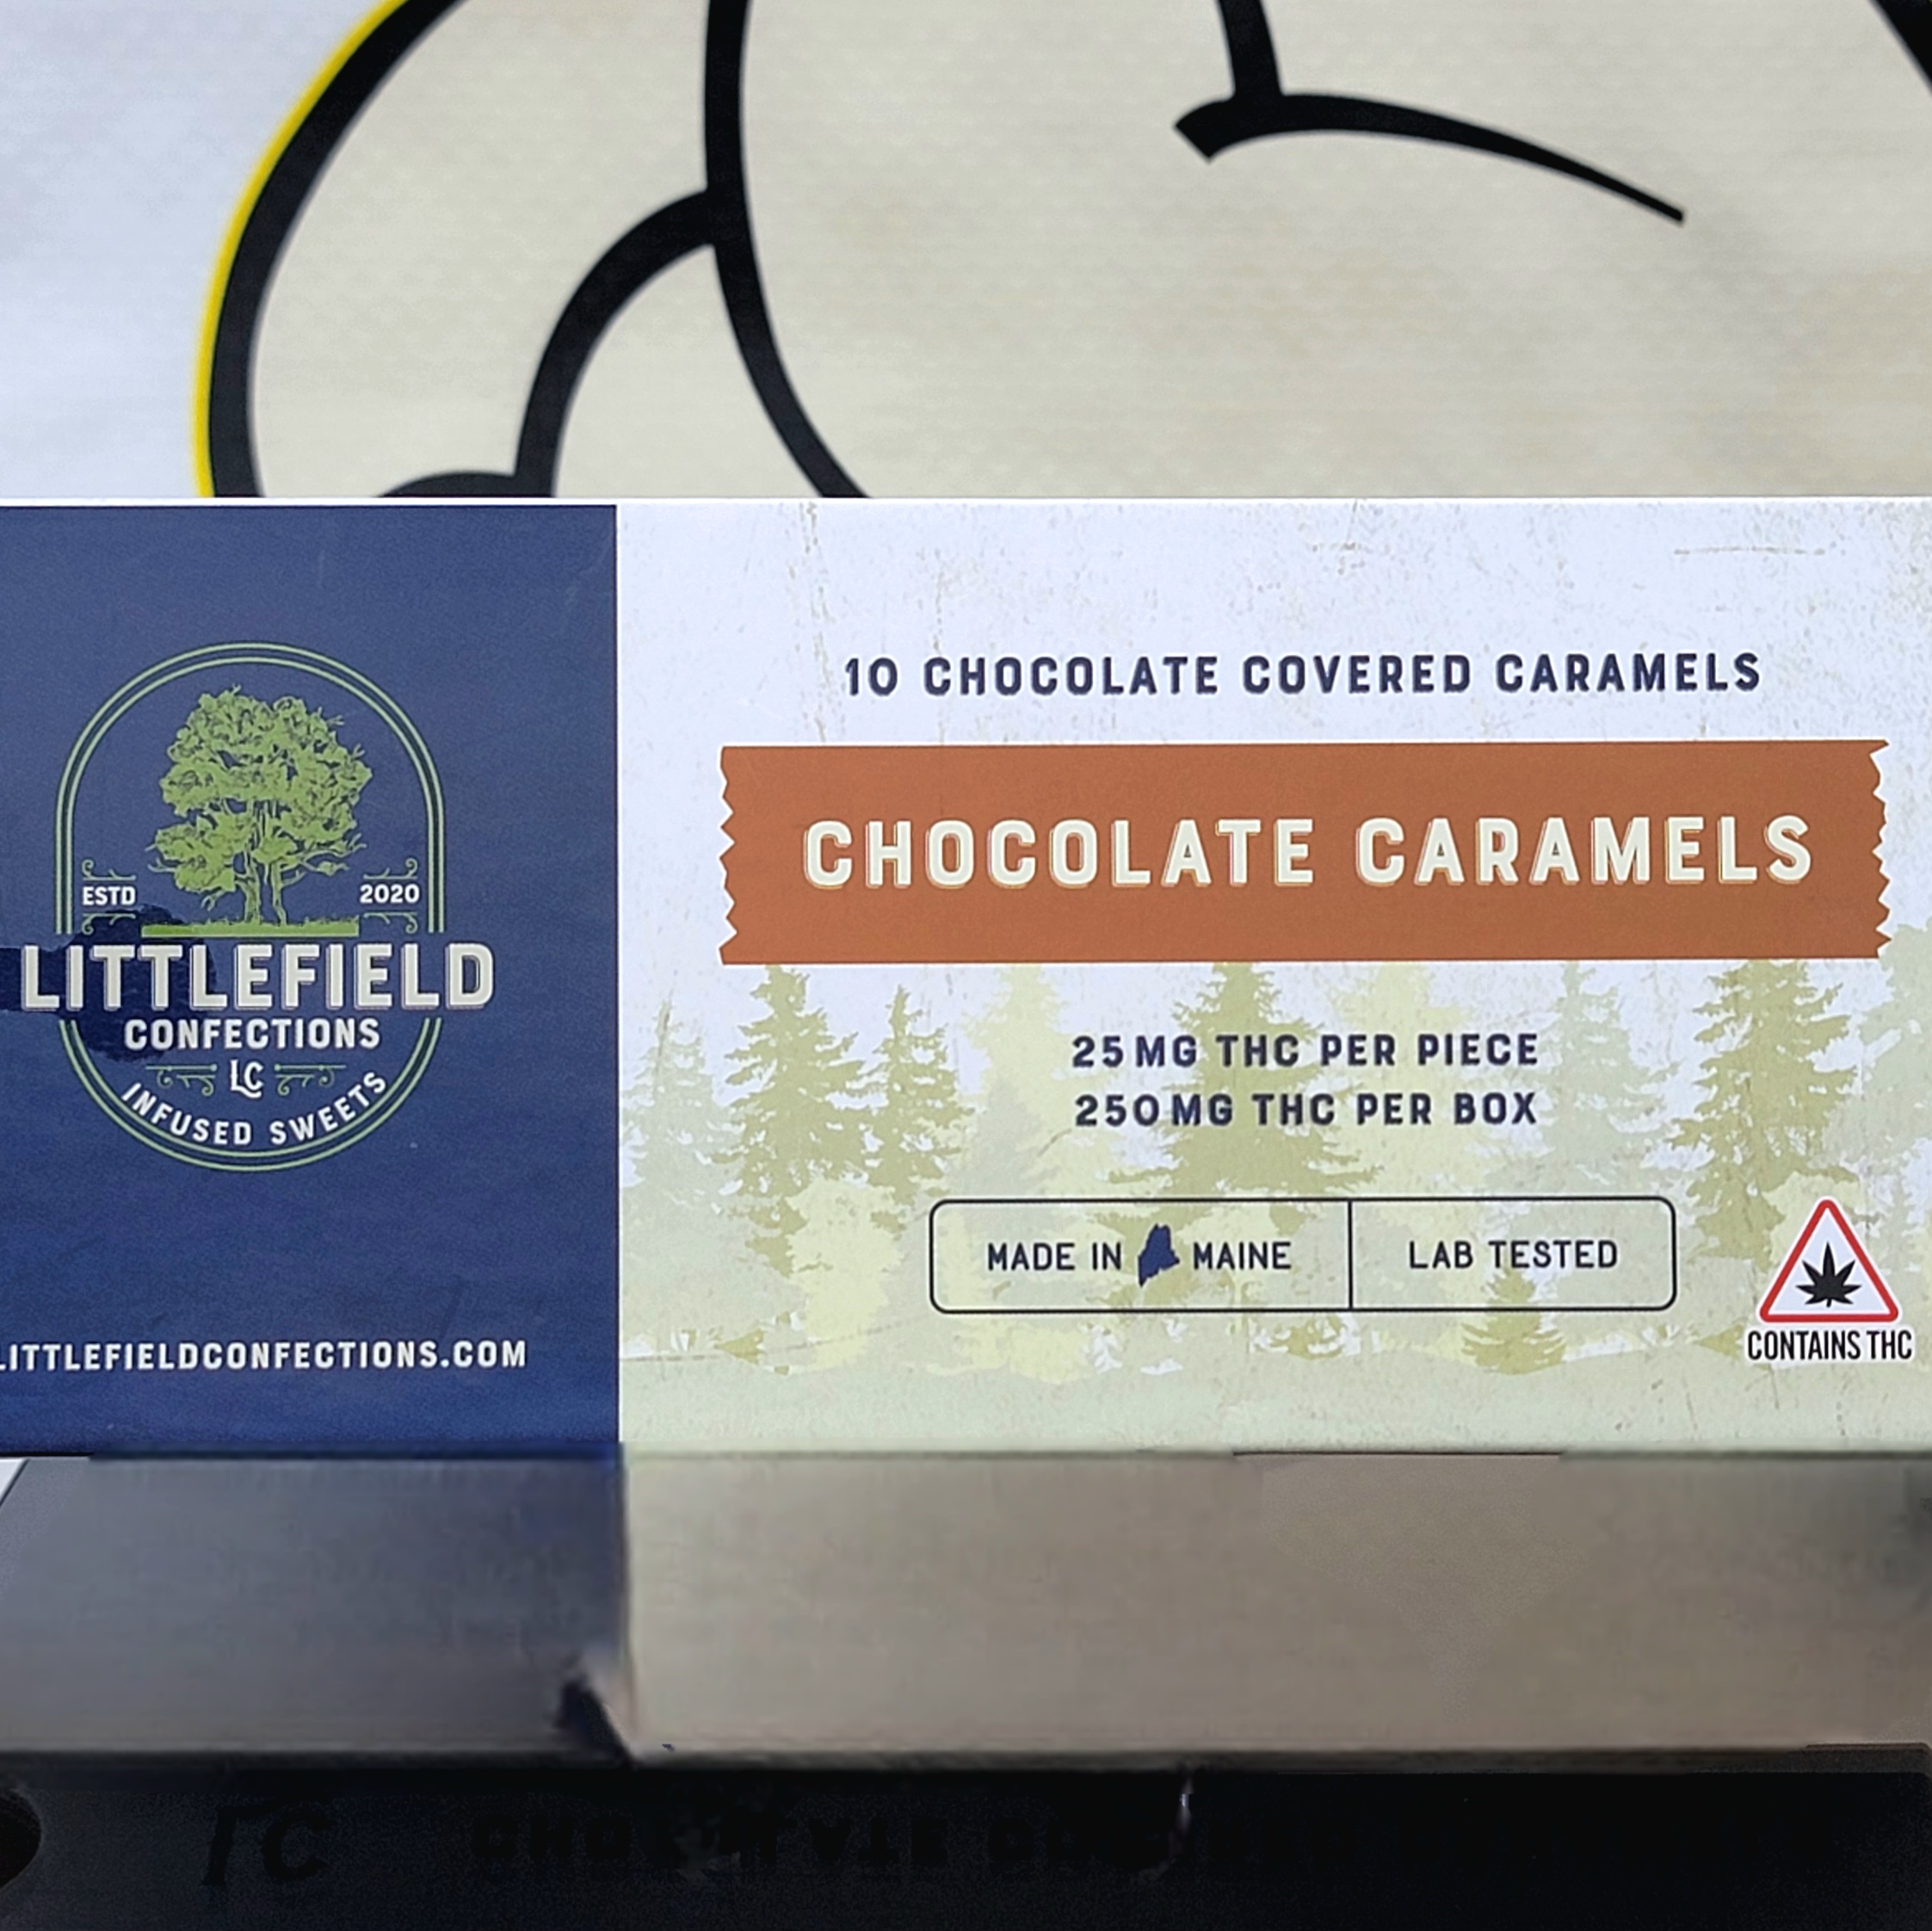 ESTD 2020
LITTLEFIELD
CONFECTIONS
LC
INFUSED SWEETS
LITTLEFIELDCONFECTIONS.COM
10 CHOCOLATE COVERED CARAMELS
CHOCOLATE CARAMELS
25MG THC PER PIECE
250MG THC PER BOX
MADE IN MAINE
LAB TESTED
CONTAINS THC